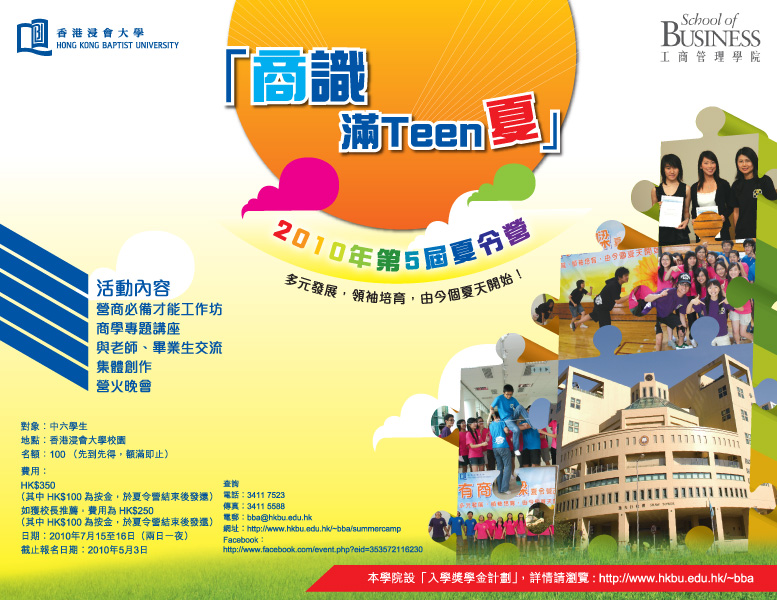 香港浸會大學
HONG KONG BAPTIST UNIVERSITY
School of
BUSINESS
工商管理學院
「商識
滿Teen夏」
2010年第5屆夏令營
多元發展，領袖培育，由今個夏天開始！
活動內容
營商必備才能工作坊
商學專題講座
與老師、畢業生交流
集體創作
營火晚會
對象：中六學生
地點：香港浸會大學校園
名額：100 （先到先得，額滿即止）
費用：
HK$350
（其中 HK$100 為按金，於夏令營結束後發還）
如獲校長推薦，費用為 HK$250
（其中 HK$100 為按金，於夏令營結束後發還）
日期：2010年7月15至16日（兩日一夜）
截止報名日期：2010年5月3日
查詢
電話：3411 7523
傳真：3411 5588
電郵：bba@hkbu.edu.hk
網址：http://www.hkbu.edu.hk/~bba/summercamp
Facebook：
http://www.facebook.com/event.php?eid=353572116230
有商
本學院設「入學獎學金計劃」，詳情請瀏覽：http://www.hkbu.edu.hk/~bba